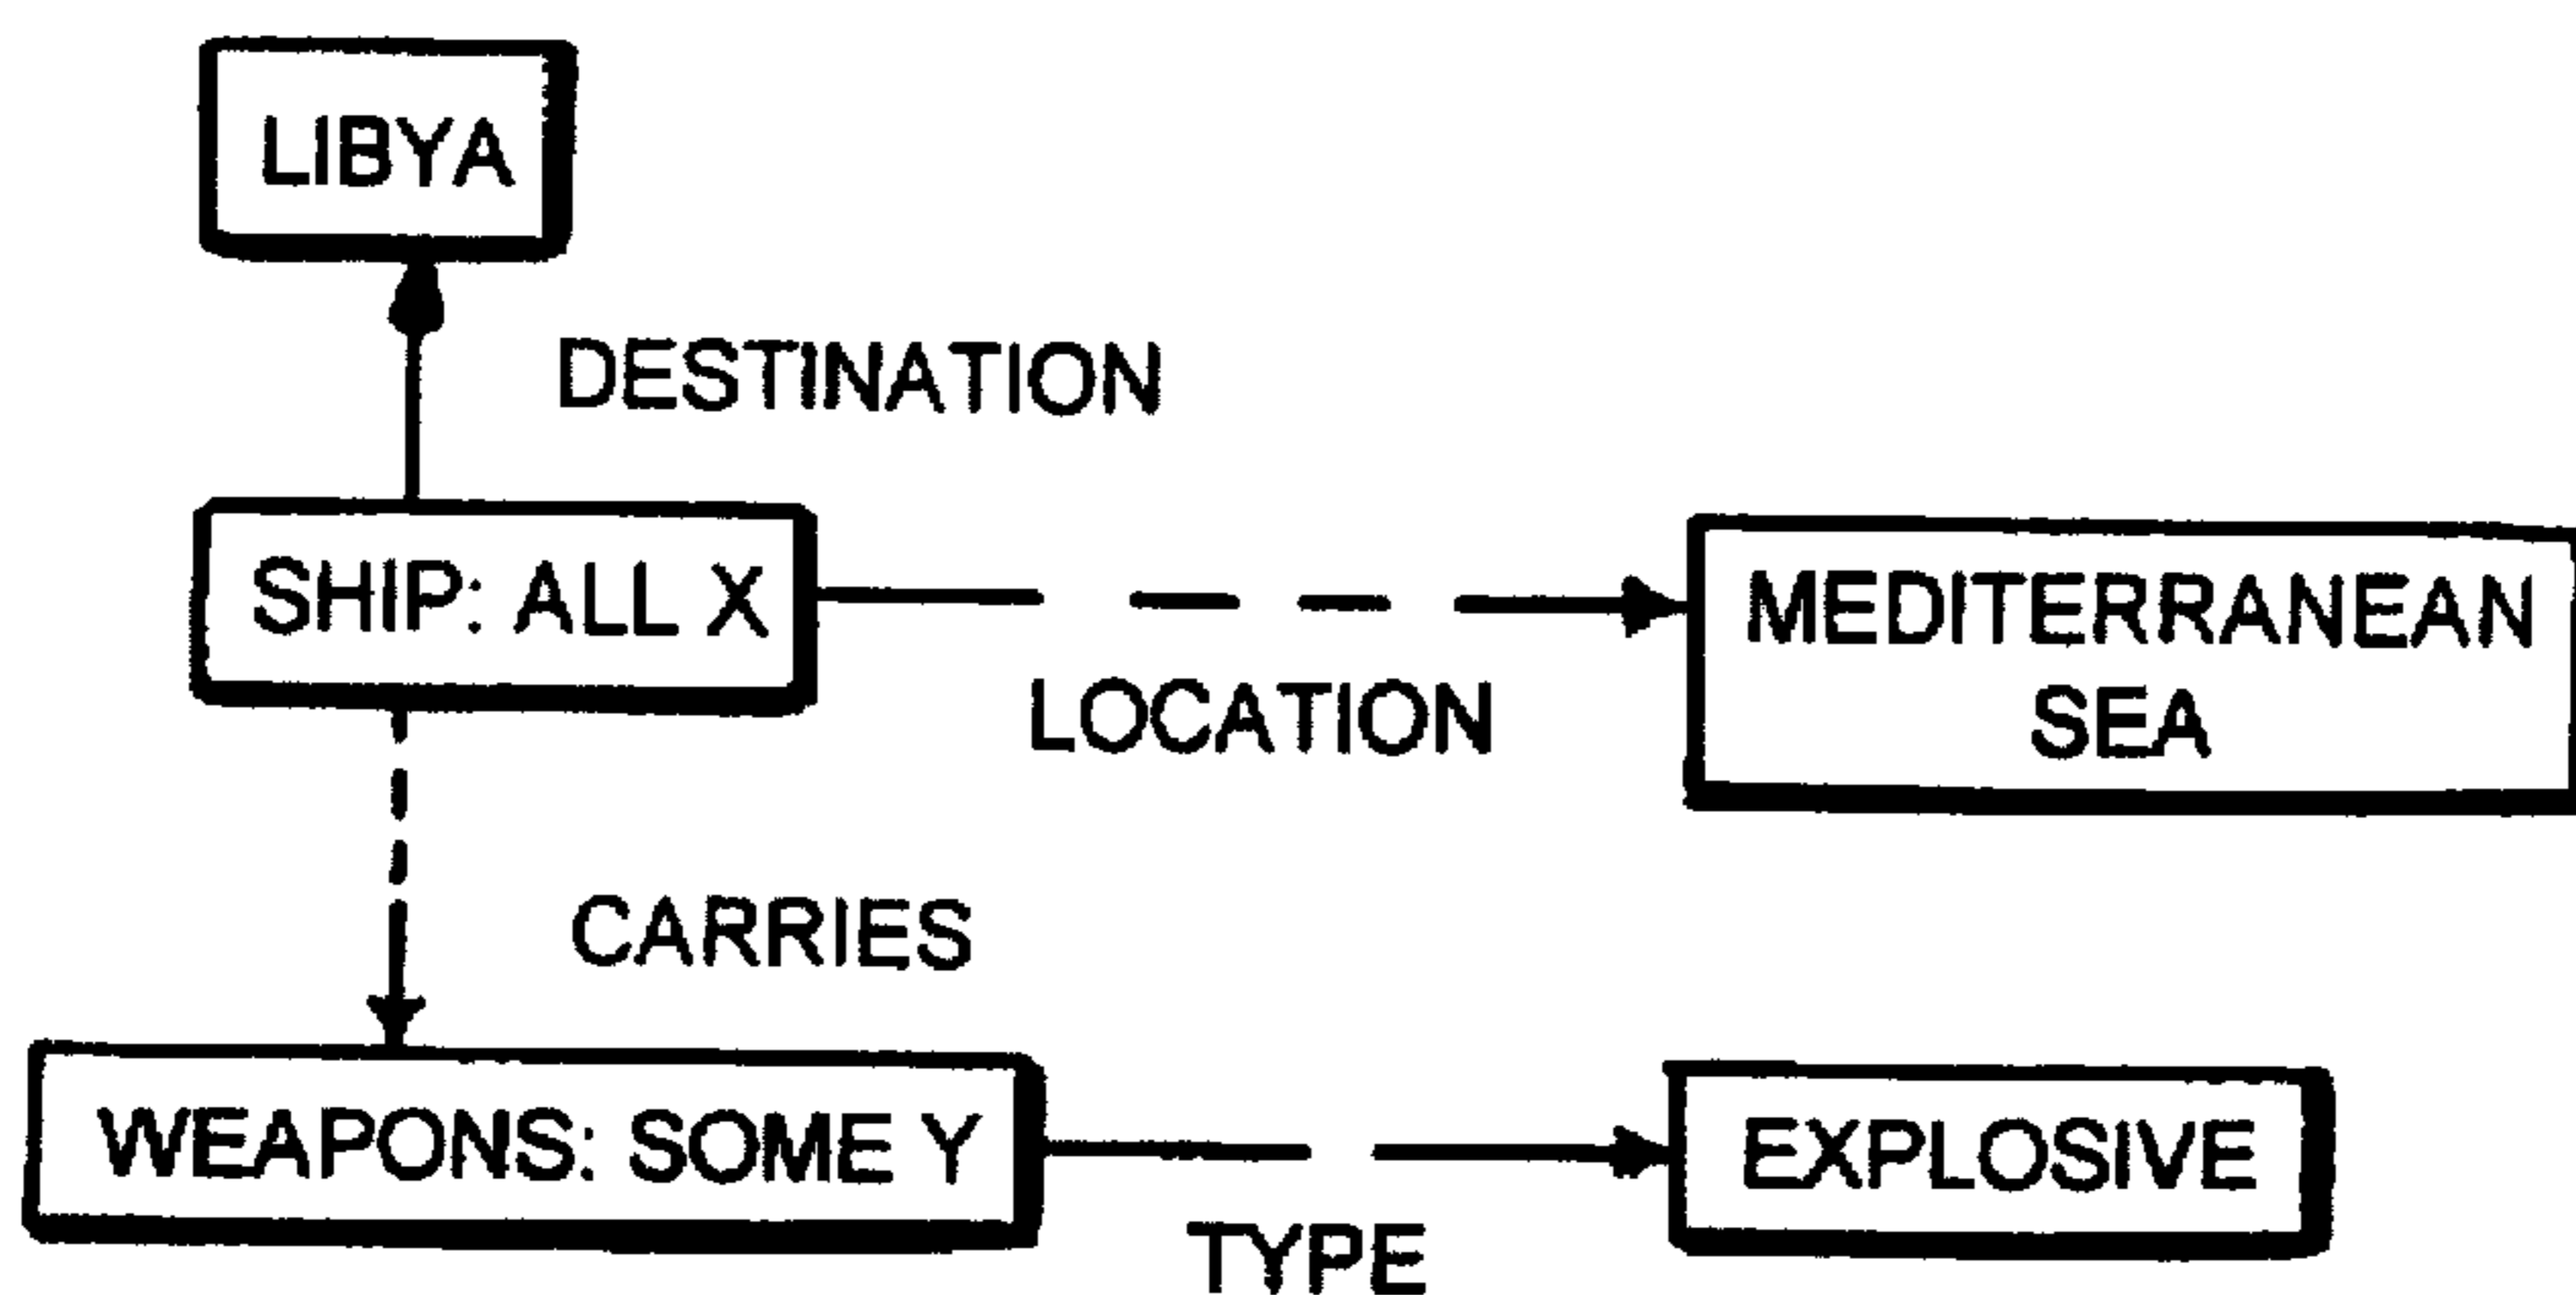 LIBYA
DESTINATION
SHIP: ALL X
MEDITERRANEAN
SEA
LOCATION
CARRIES
WEAPONS: SOME Y
EXPLOSIVE
TYPE